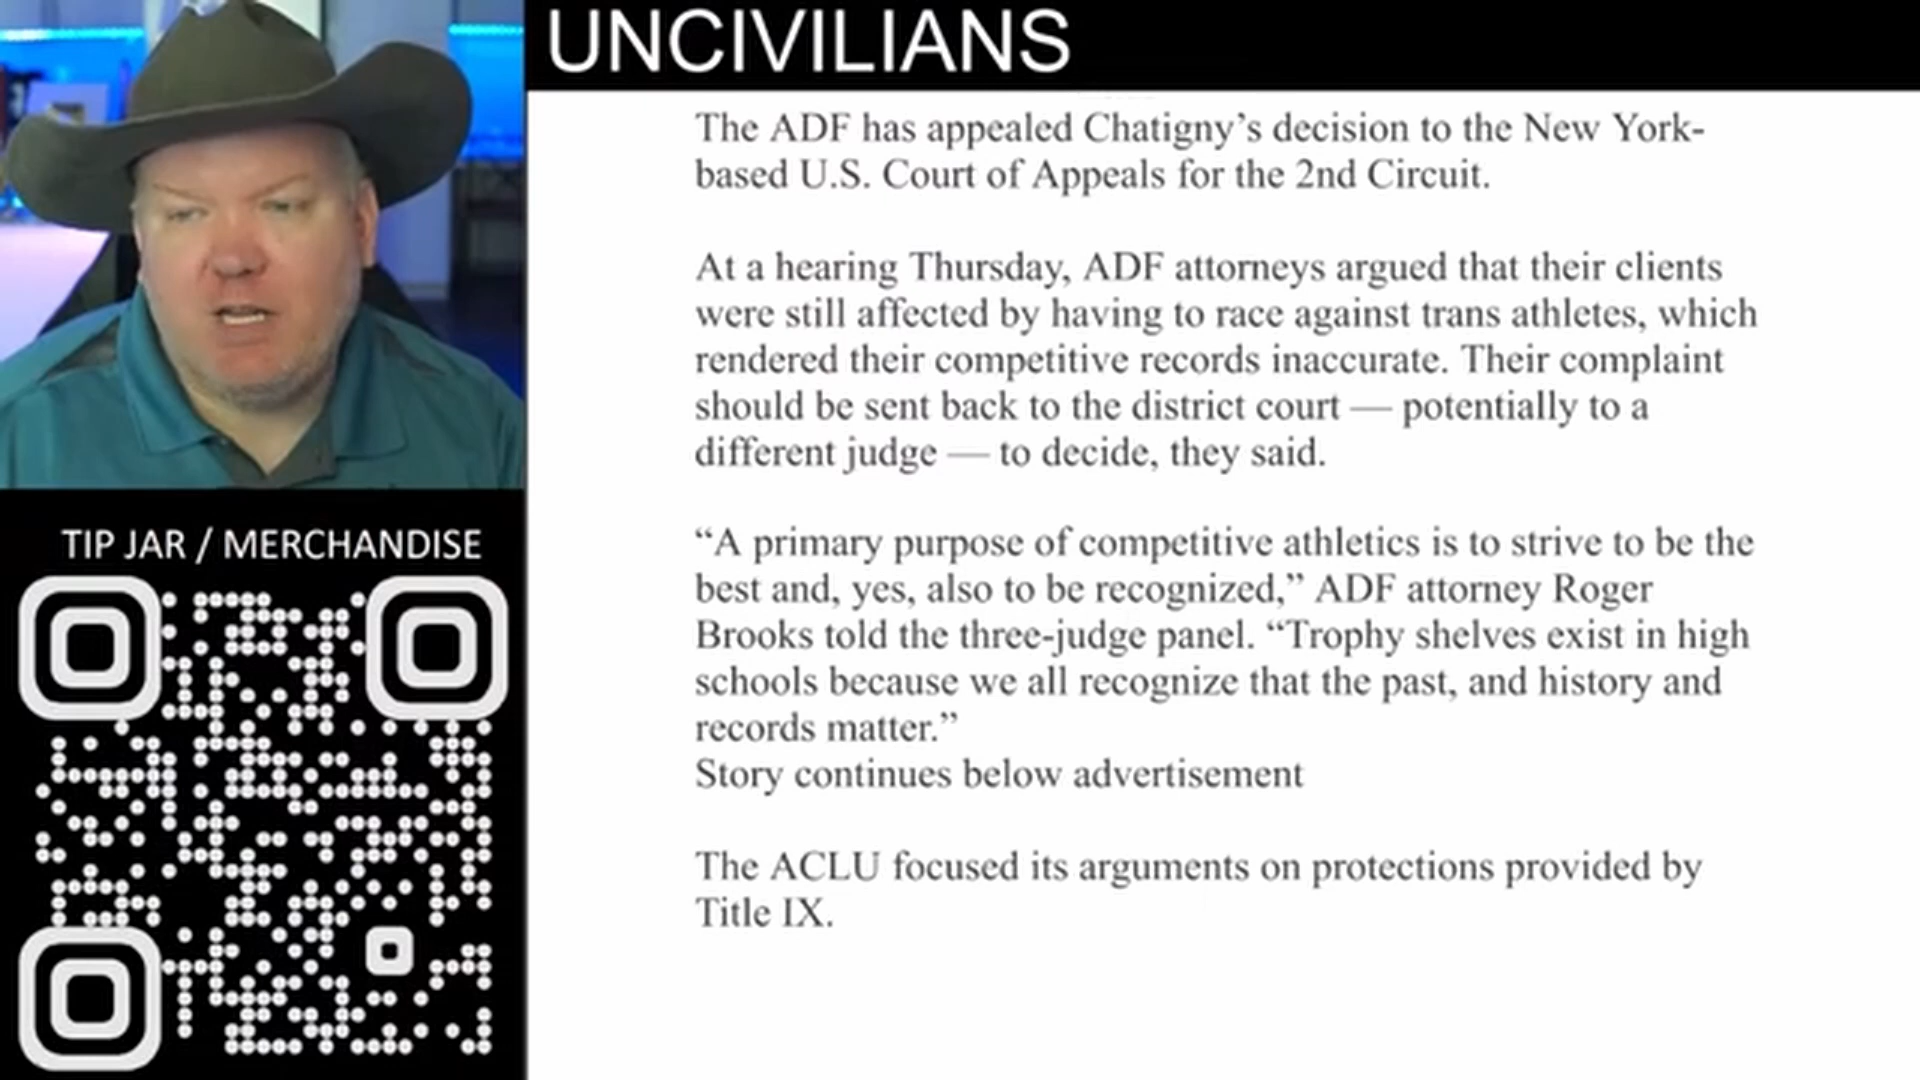 UNCIVILIANS
The ADF has appealed Chatigny’s decision to the New York-
based U.S. Court of Appeals for the 2nd Circuit.
At a hearing Thursday, ADF attorneys argued that their clients
were still affected by having to race against trans athletes, which
rendered their competitive records inaccurate. Their complaint
should be sent back to the district court — potentially to a
different judge — to decide, they said.
“A primary purpose of competitive athletics is to strive to be the
best and, yes, also to be recognized,” ADF attorney Roger
Brooks told the three-judge panel. “Trophy shelves exist in high
schools because we all recognize that the past, and history and
records matter.”
Story continues below advertisement
The ACLU focused its arguments on protections provided by
Title IX.
TIP JAR / MERCHANDISE